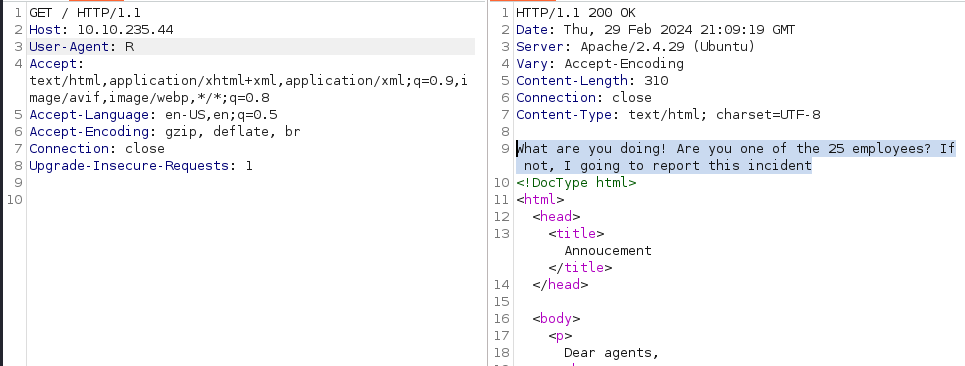 1 GET / HTTP/1.1
2 Host: 10.10.235.44
3 User-Agent: R
4 Accept:
text/html,application/xhtml+xml,application/xml;q=0.9,i
mage/avif,image/webp,*/*;q=0.8
5 Accept-Language: en-US,en;q=0.5
6 Accept-Encoding: gzip, deflate, br
7 Connection: close
8 Upgrade-Insecure-Requests: 1
9
10
1 HTTP/1.1 200 OK
2 Date: Thu, 29 Feb 2024 21:09:19 GMT
3 Server: Apache/2.4.29 (Ubuntu)
4 Vary: Accept-Encoding
5 Content-Length: 310
6 Connection: close
7 Content-Type: text/html; charset=UTF-8
8
9 What are you doing! Are you one of the 25 employees? If
not, I going to report this incident
10 <!DocType html>
11 <html>
12 <head>
13 <title>
Annoucement
</title>
14 </head>
15
16 <body>
17 <p>
18 Dear agents,